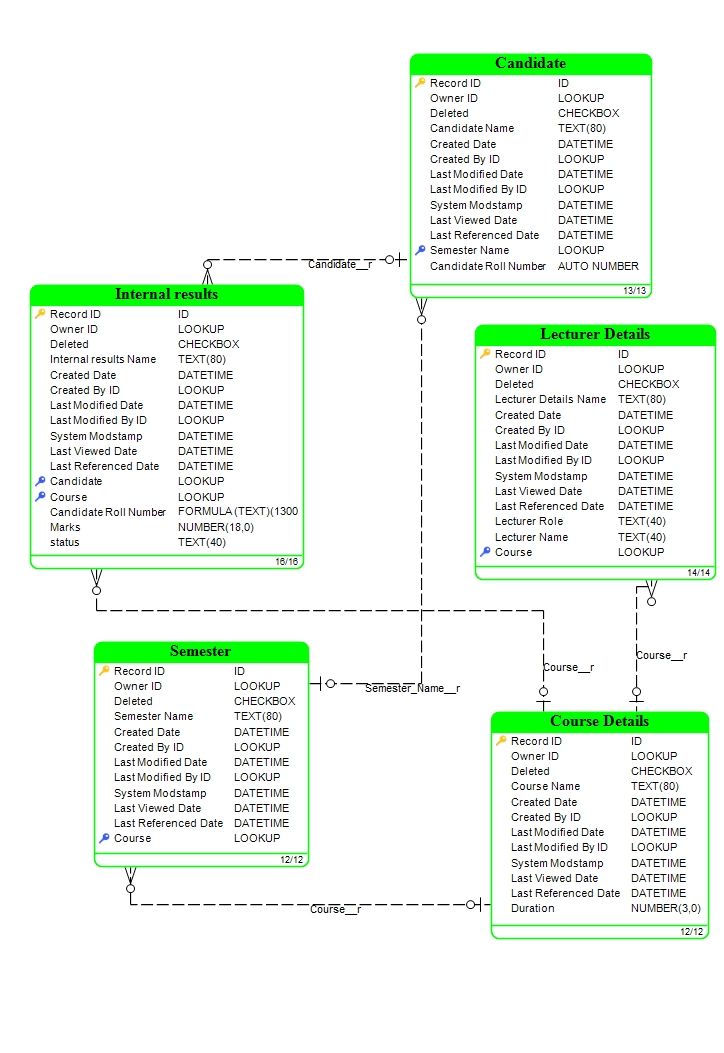 Candidate
Record ID ID
Owner ID LOOKUP
Deleted CHECKBOX
Candidate Name TEXT(80)
Created Date DATETIME
Created By ID LOOKUP
Last Modified Date DATETIME
Last Modified By ID LOOKUP
System Modstamp DATETIME
Last Viewed Date DATETIME
Last Referenced Date DATETIME
Semester Name LOOKUP
Candidate Roll Number AUTO NUMBER
13/13
Candidate__r
Internal results
Record ID ID
Owner ID LOOKUP
Deleted CHECKBOX
Internal results Name TEXT(80)
Created Date DATETIME
Created By ID LOOKUP
Last Modified Date DATETIME
Last Modified By ID LOOKUP
System Modstamp DATETIME
Last Viewed Date DATETIME
Last Referenced Date DATETIME
Candidate LOOKUP
Course LOOKUP
Candidate Roll Number FORMULA (TEXT)(1300
Marks NUMBER(18,0)
status TEXT(40)
16/16
Lecturer Details
Record ID ID
Owner ID LOOKUP
Deleted CHECKBOX
Lecturer Details Name TEXT(80)
Created Date DATETIME
Created By ID LOOKUP
Last Modified Date DATETIME
Last Modified By ID LOOKUP
System Modstamp DATETIME
Last Viewed Date DATETIME
Last Referenced Date DATETIME
Lecturer Role TEXT(40)
Lecturer Name TEXT(40)
Course LOOKUP
14/14
Course__r
Course__r
Semester_Name__r
Semester
Record ID ID
Owner ID LOOKUP
Deleted CHECKBOX
Semester Name TEXT(80)
Created Date DATETIME
Created By ID LOOKUP
Last Modified Date DATETIME
Last Modified By ID LOOKUP
System Modstamp DATETIME
Last Viewed Date DATETIME
Last Referenced Date DATETIME
Course LOOKUP
12/12
Course Details
Record ID ID
Owner ID LOOKUP
Deleted CHECKBOX
Course Name TEXT(80)
Created Date DATETIME
Created By ID LOOKUP
Last Modified Date DATETIME
Last Modified By ID LOOKUP
System Modstamp DATETIME
Last Viewed Date DATETIME
Last Referenced Date DATETIME
Duration NUMBER(3,0)
12/12
Course__r